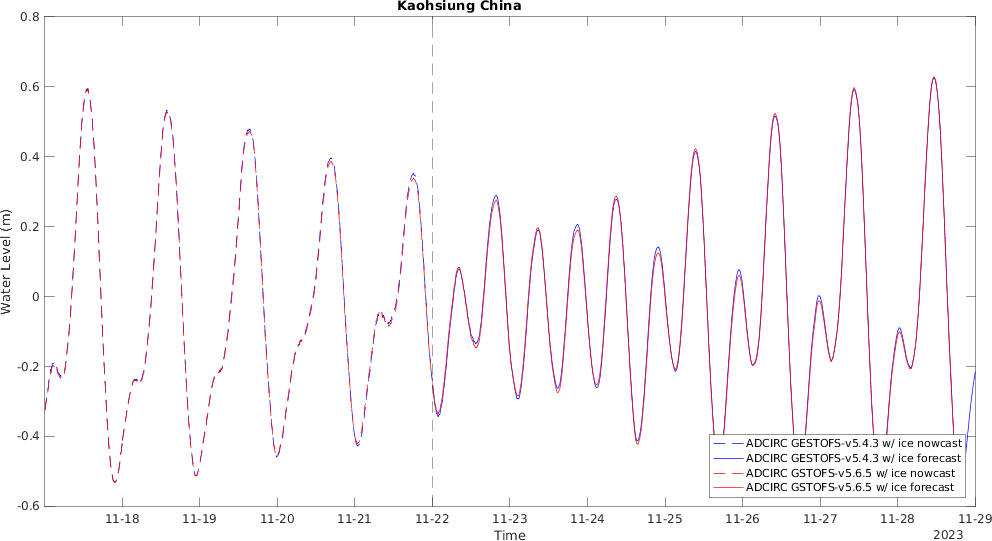 Kaohsiung China
0.8
0.6
0.4
0.2
0
-0.2
-0.4
-0.6
Water Level (m)
ADCIRC GESTOFS-v5.4.3 w/ ice nowcast
ADCIRC GESTOFS-v5.4.3 w/ ice forecast
ADCIRC GSTOFS-v5.6.5 w/ ice nowcast
ADCIRC GSTOFS-v5.6.5 w/ ice forecast
11-18 11-19 11-20 11-21 11-22 11-23 11-24 11-25 11-26 11-27 11-28 11-29
Time
2023